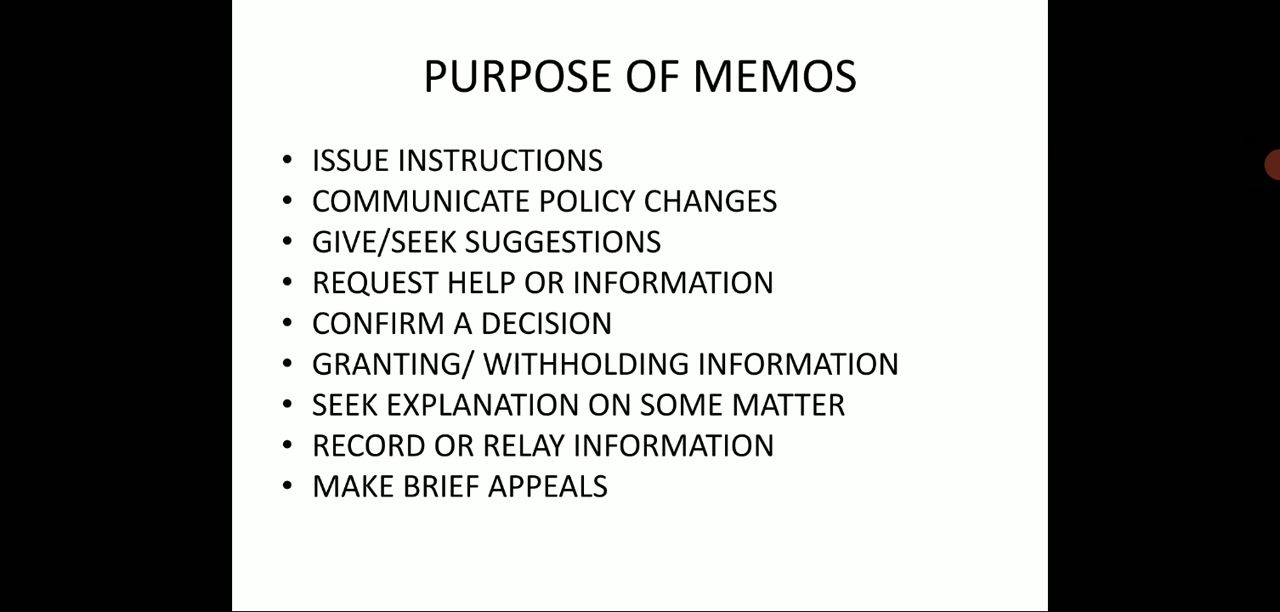 PURPOSE OF MEMOS
• ISSUE INSTRUCTIONS
• COMMUNICATE POLICY CHANGES
• GIVE/SEEK SUGGESTIONS
• REQUEST HELP OR INFORMATION
• CONFIRM A DECISION
• GRANTING/ WITHHOLDING INFORMATION
• SEEK EXPLANATION ON SOME MATTER
• RECORD OR RELAY INFORMATION
• MAKE BRIEF APPEALS